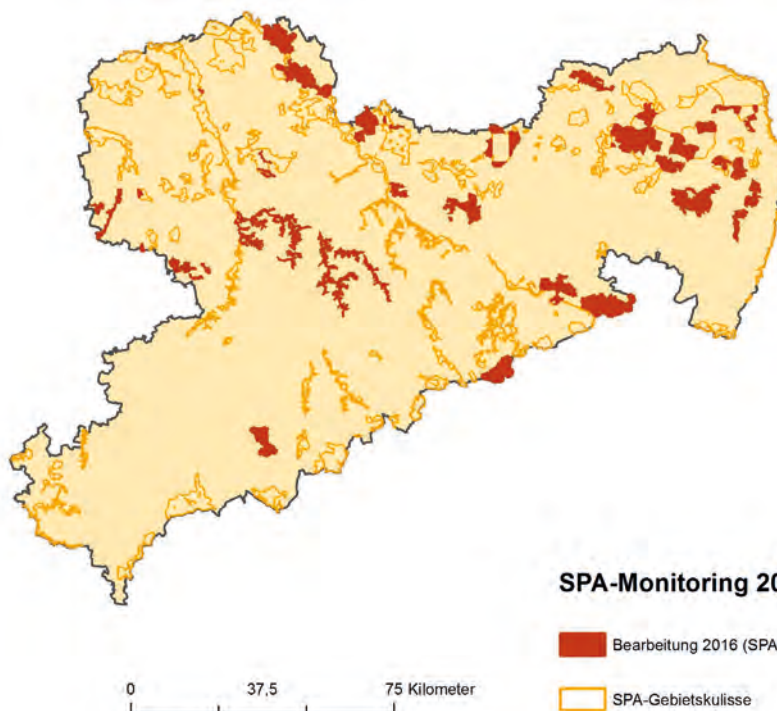 SPA-Monitoring 20
Bearbeitung 2016 (SPA
0 37,5 75 Kilometer
SPA-Gebietskulisse